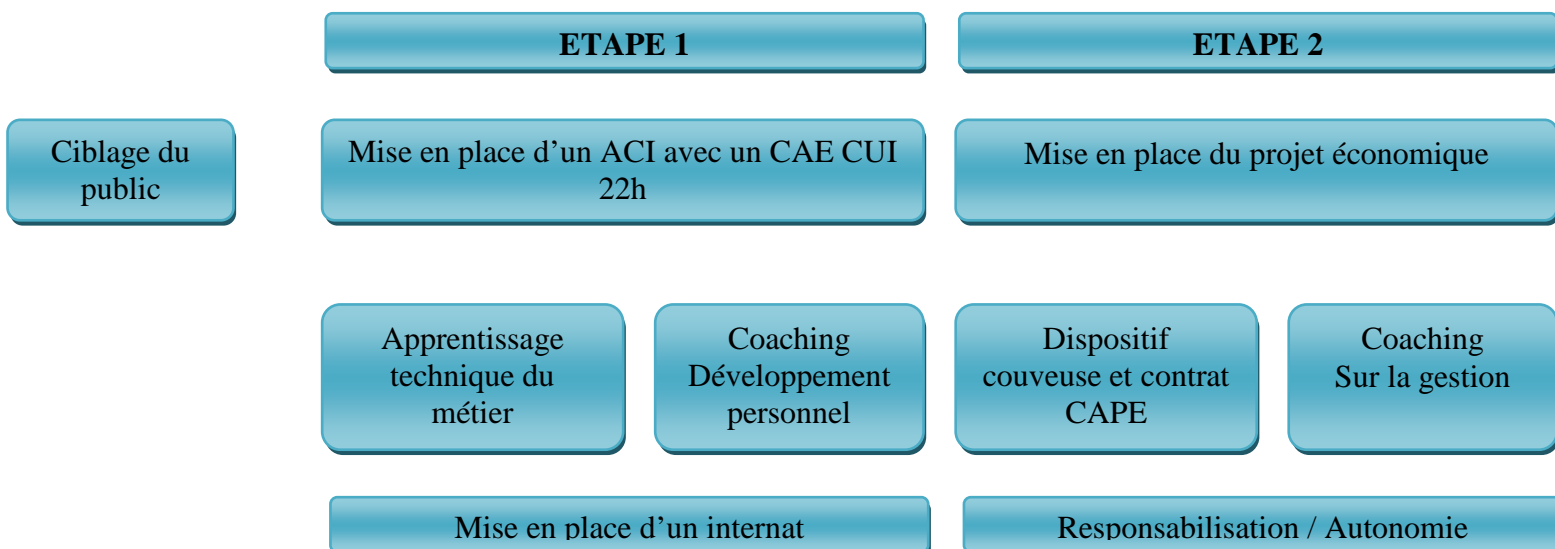 ETAPE 1
ETAPE 2
Ciblage du
public
Mise en place d’un ACI avec un CAE CUI
22h
Mise en place du projet économique
Apprentissage
technique du
métier
Coaching
Développement
personnel
Dispositif
couveuse et contrat
CAPE
Coaching
Sur la gestion
Mise en place d’un internat
Responsabilisation / Autonomie